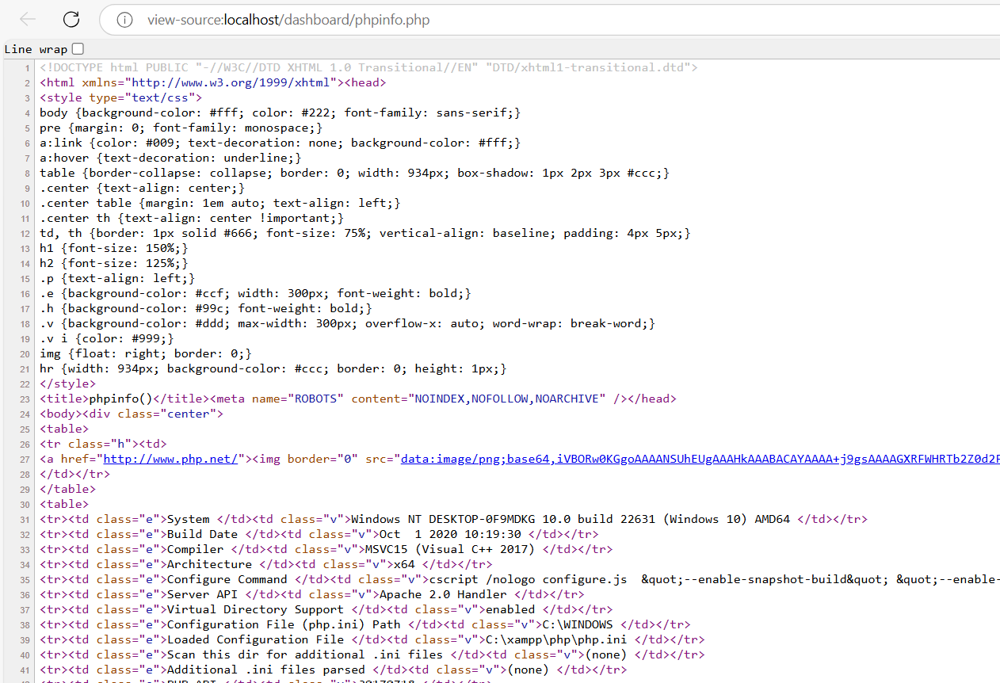 view-source:localhost/dashboard/phpinfo.php
Line wrap
1 <!DOCTYPE html PUBLIC "-//W3C//DTD XHTML 1.0 Transitional//EN" "DTD/xhtml1-transitional.dtd">
2 <html xmlns="http://www.w3.org/1999/xhtml"><head>
3 <style type="text/css">
4 body {background-color: #fff; color: #222; font-family: sans-serif;}
5 pre {margin: 0; font-family: monospace;}
6 a:link {color: #009; text-decoration: none; background-color: #fff;}
7 a:hover {text-decoration: underline;}
8 table {border-collapse: collapse; border: 0; width: 934px; box-shadow: 1px 2px 3px #ccc;}
9 .center {text-align: center;}
10 .center table {margin: 1em auto; text-align: left;}
11 .center th {text-align: center !important;}
12 td, th {border: 1px solid #666; font-size: 75%; vertical-align: baseline; padding: 4px 5px;}
13 h1 {font-size: 150%;}
14 h2 {font-size: 125%;}
15 .p {text-align: left;}
16 .e {background-color: #ccf; width: 300px; font-weight: bold;}
17 .h {background-color: #99c; font-weight: bold;}
18 .v {background-color: #ddd; max-width: 300px; overflow-x: auto; word-wrap: break-word;}
19 .v i {color: #999;}
20 img {float: right; border: 0;}
21 hr {width: 934px; background-color: #ccc; border: 0; height: 1px;}
22 </style>
23 <title>phpinfo()</title><meta name="ROBOTS" content="NOINDEX,NOFOLLOW,NOARCHIVE" /></head>
24 <body><div class="center">
25 <table>
26 <tr class="h"><td>
27 <a href="http://www.php.net/"><img border="0" src="data:image/png;base64,iVBORw0KGgoAAAANSUhEUgAAAHkAAABACAYAAAA+j9gsAAAAGXRFWHRTb2Z0d2F
28 </td></tr>
29 </table>
30 <table>
31 <tr><td class="e">System </td><td class="v">Windows NT DESKTOP-0F9MDKG 10.0 build 22631 (Windows 10) AMD64 </td></tr>
32 <tr><td class="e">Build Date </td><td class="v">Oct  1 2020 10:19:30 </td></tr>
33 <tr><td class="e">Compiler </td><td class="v">MSVC15 (Visual C++ 2017) </td></tr>
34 <tr><td class="e">Architecture </td><td class="v">x64 </td></tr>
35 <tr><td class="e">Configure Command </td><td class="v">cscript /nologo configure.js  &quot;--enable-snapshot-build&quot; &quot;--enable-
36 <tr><td class="e">Server API </td><td class="v">Apache 2.0 Handler </td></tr>
37 <tr><td class="e">Virtual Directory Support </td><td class="v">enabled </td></tr>
38 <tr><td class="e">Configuration File (php.ini) Path </td><td class="v">C:\WINDOWS </td></tr>
39 <tr><td class="e">Loaded Configuration File </td><td class="v">C:\xampp\php\php.ini </td></tr>
40 <tr><td class="e">Scan this dir for additional .ini files </td><td class="v">(none) </td></tr>
41 <tr><td class="e">Additional .ini files parsed </td><td class="v">(none) </td></tr>